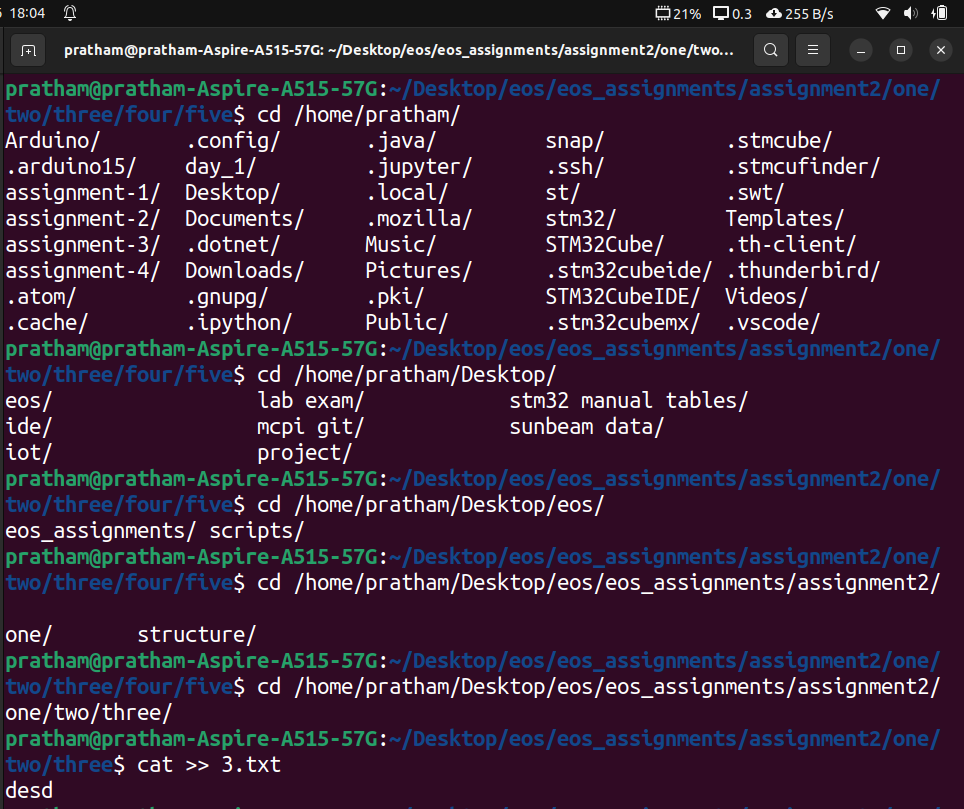 18:04 21% 0.3 255 B/s
pratham@pratham-Aspire-A515-57G: ~/Desktop/eos/eos_assignments/assignment2/one/two...
pratham@pratham-Aspire-A515-57G:~/Desktop/eos/eos_assignments/assignment2/one/
two/three/four/five$ cd /home/pratham/
Arduino/ .config/ .java/ snap/ .stmcube/
.arduino15/ day_1/ .jupyter/ .ssh/ .stmcufinder/
assignment-1/ Desktop/ .local/ st/ .swt/
assignment-2/ Documents/ .mozilla/ stm32/ Templates/
assignment-3/ .dotnet/ Music/ STM32Cube/ .th-client/
assignment-4/ Downloads/ Pictures/ .stm32cubeide/ .thunderbird/
.atom/ .gnupg/ .pki/ STM32CubeIDE/ Videos/
.cache/ .ipython/ Public/ .stm32cubemx/ .vscode/
pratham@pratham-Aspire-A515-57G:~/Desktop/eos/eos_assignments/assignment2/one/
two/three/four/five$ cd /home/pratham/Desktop/
eos/ lab exam/ stm32 manual tables/
ide/ mcpi git/ sunbeam data/
iot/ project/
pratham@pratham-Aspire-A515-57G:~/Desktop/eos/eos_assignments/assignment2/one/
two/three/four/five$ cd /home/pratham/Desktop/eos/
eos_assignments/ scripts/
pratham@pratham-Aspire-A515-57G:~/Desktop/eos/eos_assignments/assignment2/one/
two/three/four/five$ cd /home/pratham/Desktop/eos/eos_assignments/assignment2/
one/ structure/
pratham@pratham-Aspire-A515-57G:~/Desktop/eos/eos_assignments/assignment2/one/
two/three/four/five$ cd /home/pratham/Desktop/eos/eos_assignments/assignment2/
one/two/three/
pratham@pratham-Aspire-A515-57G:~/Desktop/eos/eos_assignments/assignment2/one/
two/three$ cat >> 3.txt
desd